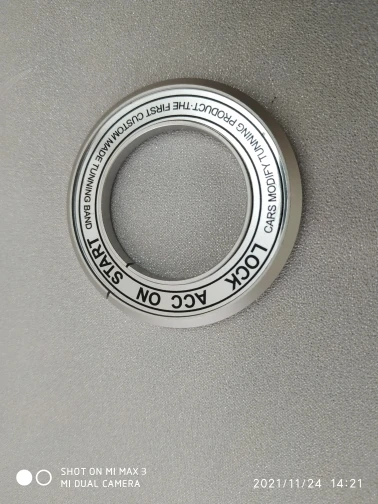 CARS MODIFY TUNNING PRODUCT-THE FIRST CUSTOM MADE TUNNING BAND
LOCK ACC ON START
SHOT ON MI MAX 3
MI DUAL CAMERA
2021/11/24 14:21